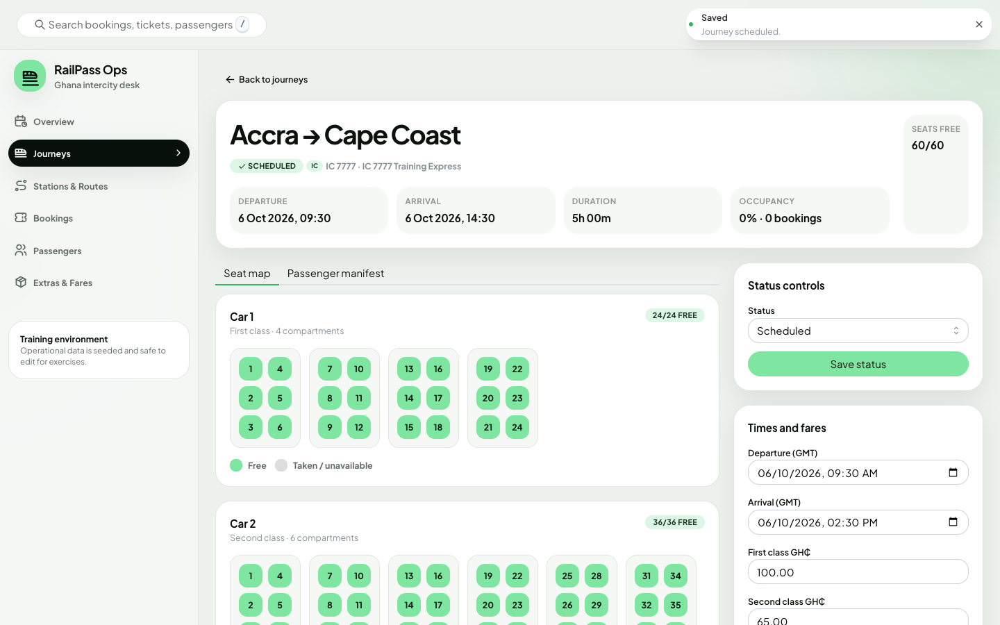 Search bookings, tickets, passengers /
Saved
Journey scheduled.
RailPass Ops
Ghana intercity desk
Overview
Journeys
Stations & Routes
Bookings
Passengers
Extras & Fares
Training environment
Operational data is seeded and safe to
edit for exercises.
← Back to journeys
Accra → Cape Coast
SCHEDULED IC IC 7777 · IC 7777 Training Express
SEATS FREE
60/60
DEPARTURE
6 Oct 2026, 09:30
ARRIVAL
6 Oct 2026, 14:30
DURATION
5h 00m
OCCUPANCY
0% · 0 bookings
Seat map Passenger manifest
Car 1
First class · 4 compartments
24/24 FREE
1 4 7 10 13 16 19 22
2 5 8 11 14 17 20 23
3 6 9 12 15 18 21 24
Free Taken / unavailable
Car 2
Second class · 6 compartments
36/36 FREE
1 4 7 10 13 16 19 22 25 28 31 34
2 5 8 11 14 17 20 23 26 29 32 35
Status controls
Status
Scheduled
Save status
Times and fares
Departure (GMT)
06/10/2026, 09:30 AM
Arrival (GMT)
06/10/2026, 02:30 PM
First class GH₵
100.00
Second class GH₵
65.00